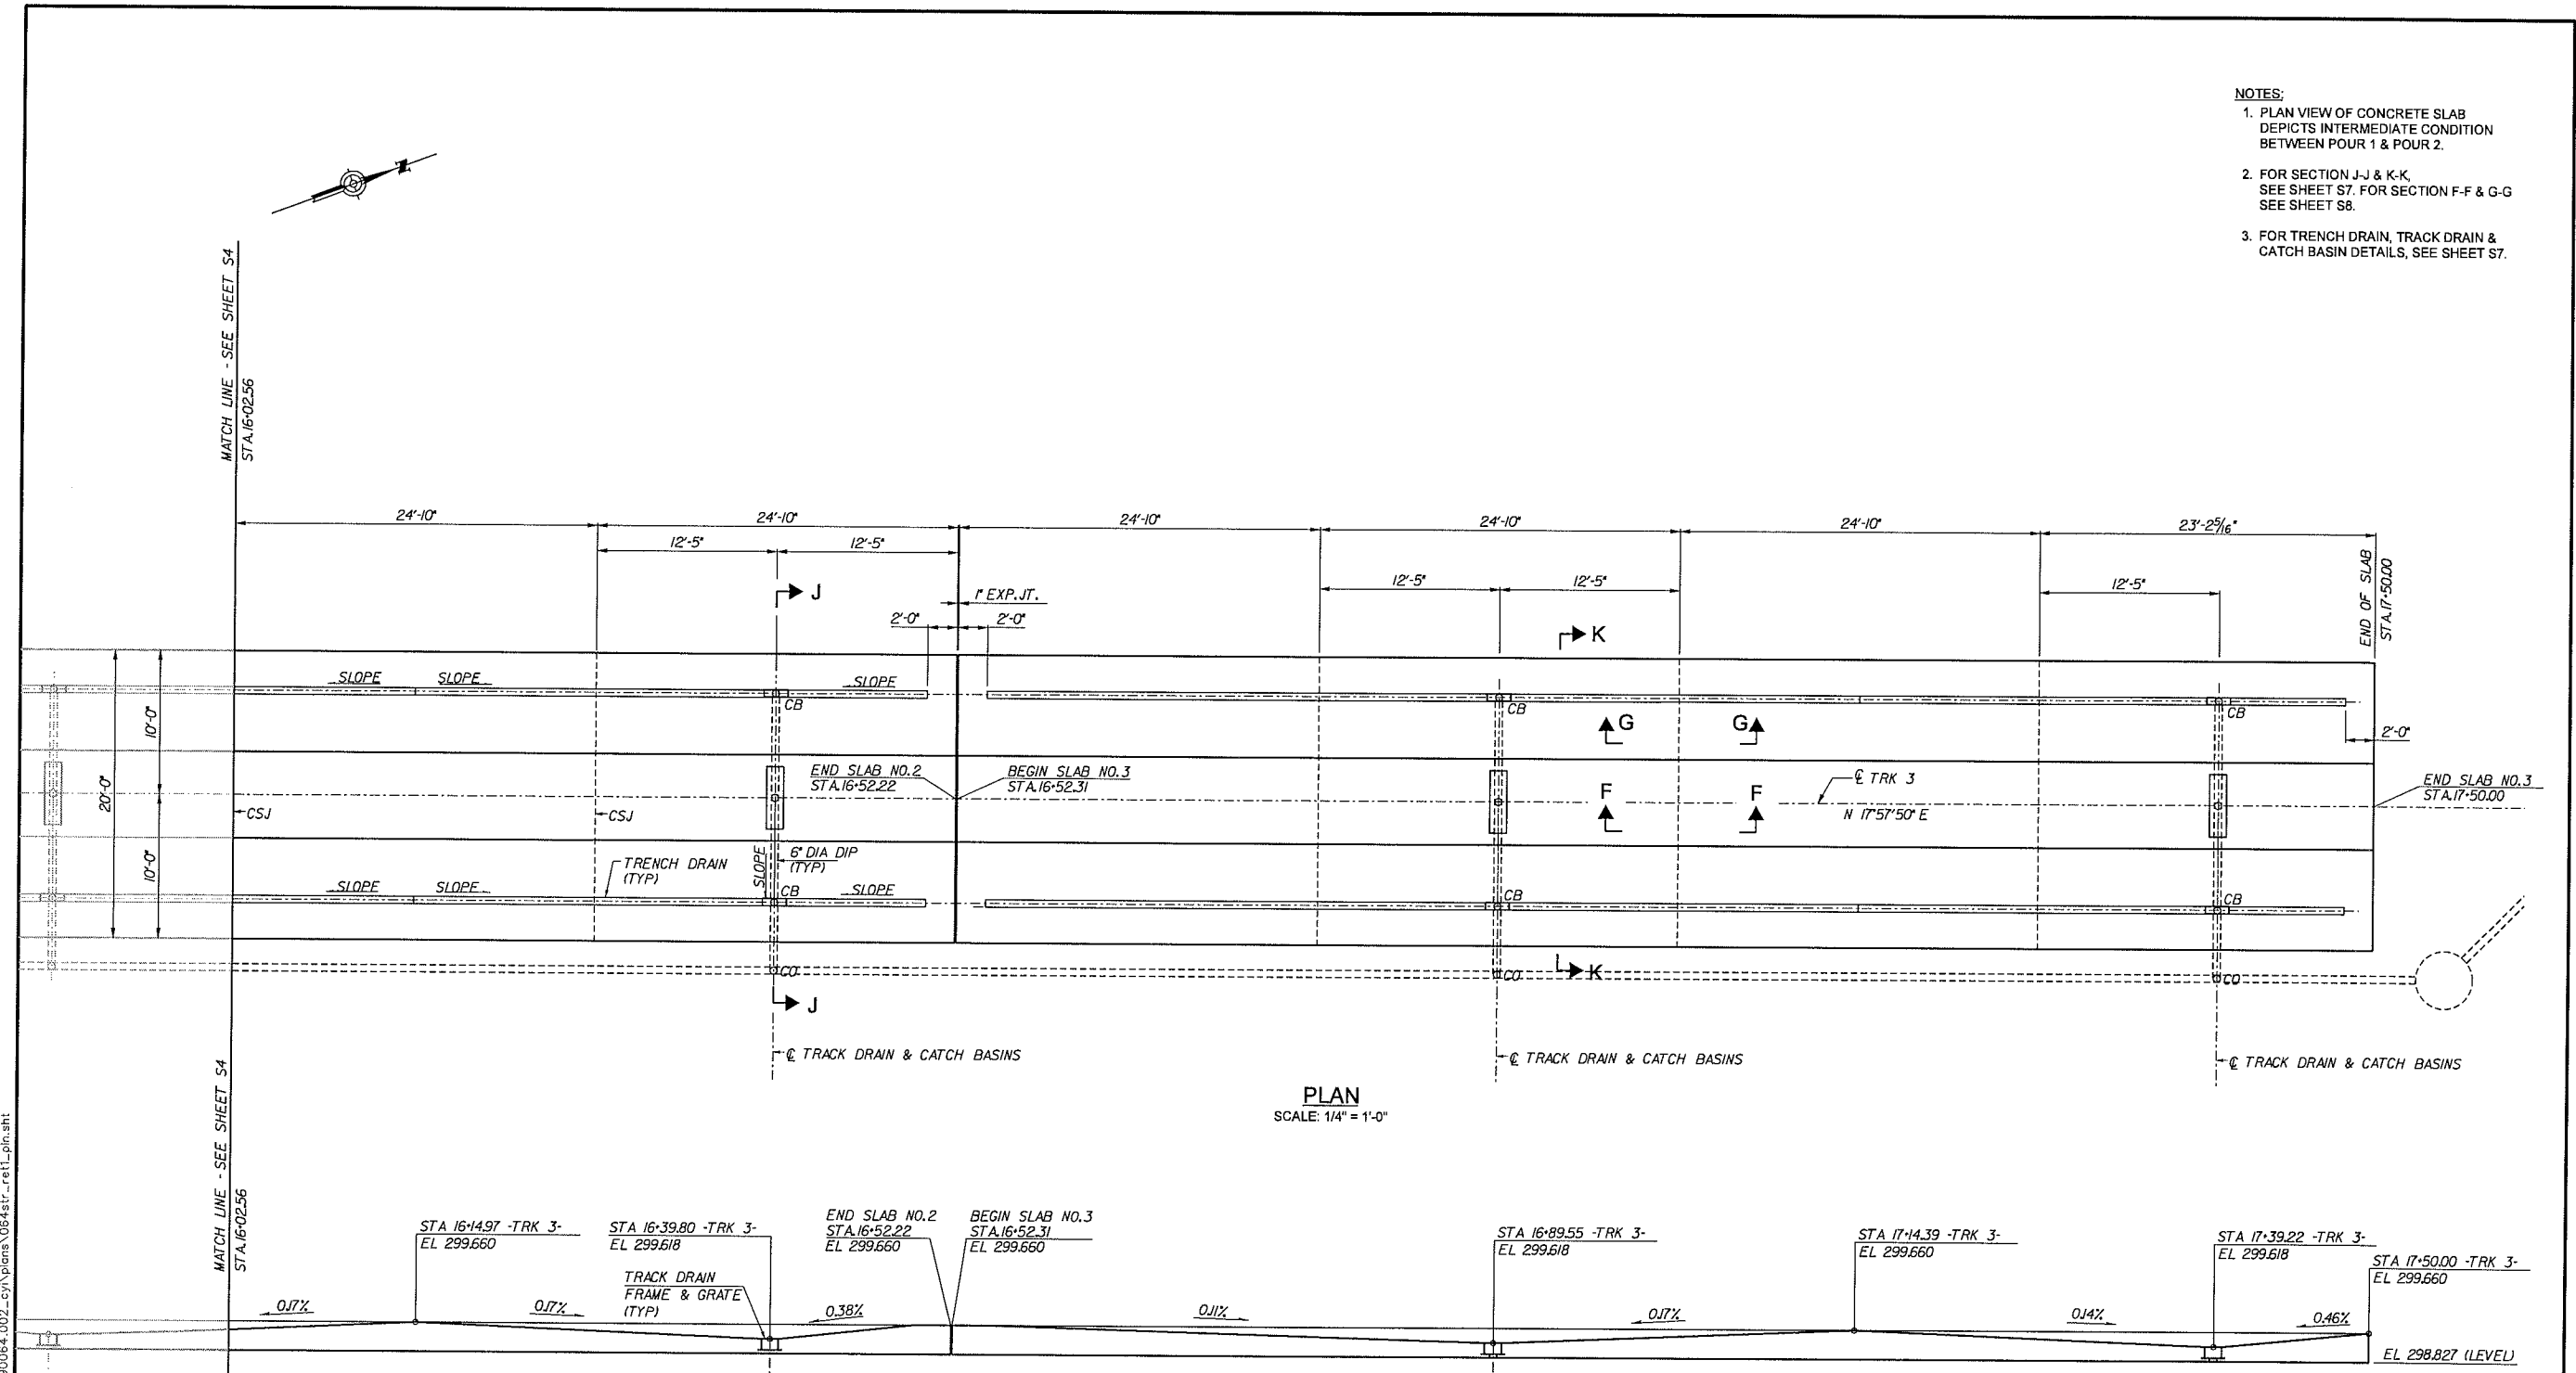 NOTES:
1. PLAN VIEW OF CONCRETE SLAB
DEPICTS INTERMEDIATE CONDITION
BETWEEN POUR 1 & POUR 2.
2. FOR SECTION J-J & K-K,
SEE SHEET S7. FOR SECTION F-F & G-G
SEE SHEET S8.
3. FOR TRENCH DRAIN, TRACK DRAIN &
CATCH BASIN DETAILS, SEE SHEET S7.
N
MATCH LINE - SEE SHEET S4
STA.16+02.56
24'-10"
24'-10"
24'-10"
24'-10"
24'-10"
23'-2 5/16"
12'-5"
12'-5"
12'-5"
12'-5"
12'-5"
END OF SLAB
STA.17+50.00
J
1" EXP. JT.
2'-0"
2'-0"
K
SLOPE
SLOPE
SLOPE
CB
CB
CB
G
G
2'-0"
10'-0"
20'-0"
10'-0"
END SLAB NO.2
STA.16+52.22
BEGIN SLAB NO.3
STA.16+52.31
℄ TRK 3
N 17°57'50" E
END SLAB NO.3
STA.17+50.00
F
F
CSJ
CSJ
TRENCH DRAIN
(TYP)
SLOPE
6" DIA DIP
(TYP)
SLOPE
SLOPE
CB
SLOPE
CB
CB
CO
CO
CO
K
J
℄ TRACK DRAIN & CATCH BASINS
℄ TRACK DRAIN & CATCH BASINS
℄ TRACK DRAIN & CATCH BASINS
PLAN
SCALE: 1/4" = 1'-0"
MATCH LINE - SEE SHEET S4
STA.16+02.56
STA 16+14.97 -TRK 3-
EL 299.660
STA 16+39.80 -TRK 3-
EL 299.618
END SLAB NO.2
STA.16+52.22
EL 299.660
BEGIN SLAB NO.3
STA.16+52.31
EL 299.660
STA 16+89.55 -TRK 3-
EL 299.618
STA 17+14.39 -TRK 3-
EL 299.660
STA 17+39.22 -TRK 3-
EL 299.618
STA 17+50.00 -TRK 3-
EL 299.660
TRACK DRAIN
FRAME & GRATE
(TYP)
0.17%
0.17%
0.38%
0.11%
0.17%
0.14%
0.46%
EL 298.827 (LEVEL)